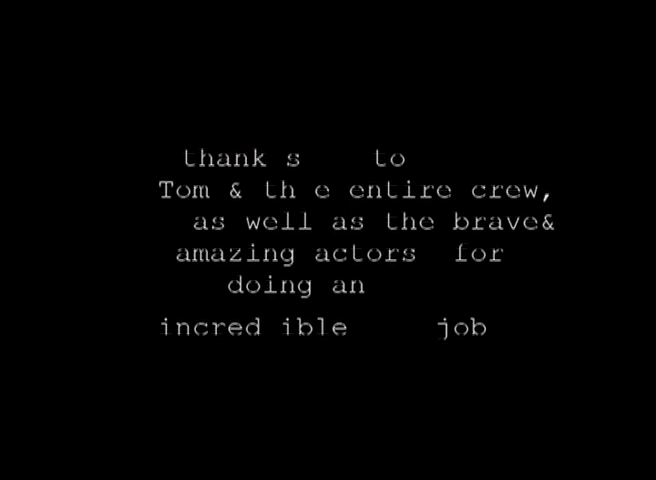 thank s to
Tom & th e entire crew,
as well as the brave&
amazing actors for
doing an
incred ible job